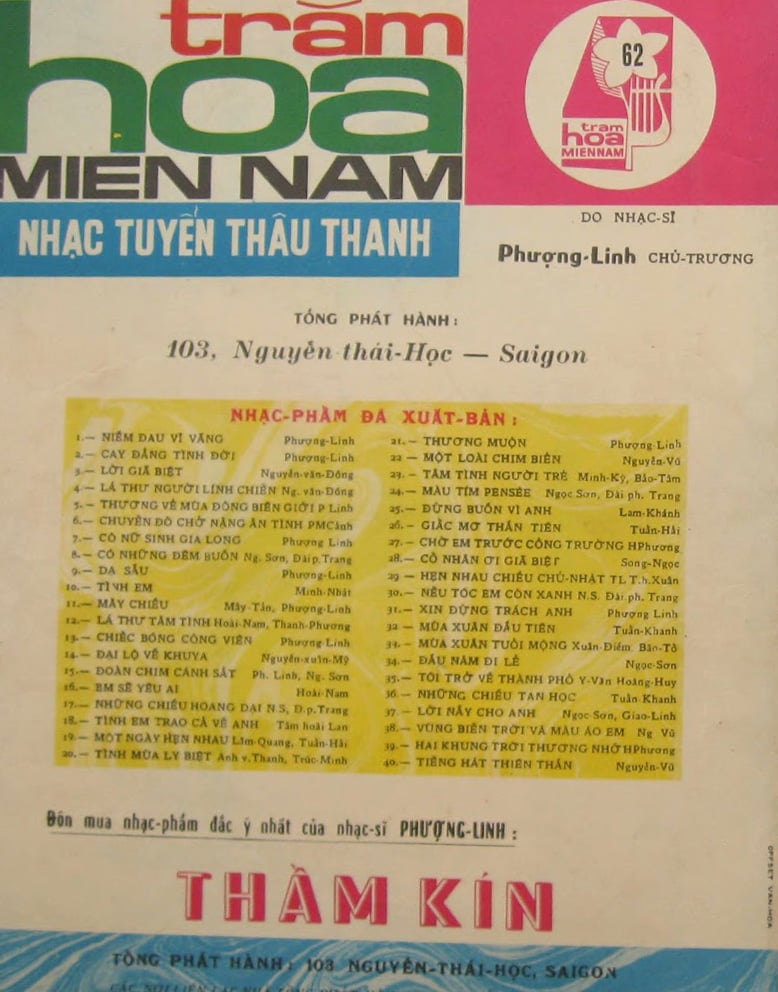 trăm
hoa
MIEN NAM
NHẠC TUYỂN THÂU THANH
62
trăm
hoa
MIENNAM
DO NHẠC-SĨ
Phượng-Linh CHỦ-TRƯƠNG
TỔNG PHÁT HÀNH :
103, Nguyễn-thái-Học — Saigon
NHẠC-PHẨM ĐÃ XUẤT-BẢN :
1.— NIỀM ĐAU VĨ VÃNG Phượng-Linh
2.— CAY ĐẮNG TÌNH ĐỜI Phượng-Linh
3.— LỜI GIÃ BIỆT Nguyễn-văn-Đông
4.— LÁ THƯ NGƯỜI LÍNH CHIẾN Ng. văn-Đông
5.— THƯƠNG VỀ MÙA ĐÔNG BIÊN GIỚI P Linh
6.— CHUYẾN ĐÒ CHỞ NẶNG ÂN TÌNH PMCảnh
7.— CÔ NỮ SINH GIA LONG Phượng Linh
8.— CÓ NHỮNG ĐÊM BUỒN Ng. Sơn, Dàip.Trang
9.— DẠ SẦU Phượng-Linh
10.— TÌNH EM Minh-Nhật
11.— MÂY CHIỀU Mây-Tần, Phượng-Linh
12.— LÁ THƯ TÂM TÌNH Hoài-Nam, Thanh-Phương
13.— CHIẾC BÓNG CÔNG VIÊN Phượng-Linh
14.— ĐẠI LỘ VỀ KHUYA Nguyễn-xuân-Mỹ
15.— ĐOÀN CHIM CÁNH SẮT Ph. Linh, Ng. Sơn
16.— EM SẼ YÊU AI Hoài-Nam
17.— NHỮNG CHIỀU HOANG DẠI N.S, Đ.p.Trang
18.— TÌNH EM TRAO CẢ VỀ ANH Tâm hoài Lan
19.— MỘT NGÀY HẸN NHAU Lâm-Quang, Tuấn-Hải
20.— TÌNH MÙA LY BIỆT Anh v.Thanh, Trúc-Minh
21.— THƯƠNG MUỘN Phượng-Linh
22 — MỘT LOÀI CHIM BIỂN Nguyễn-Vũ
23.— TÂM TÌNH NGƯỜI TRẺ Minh-Kỳ, Bảo-Tâm
24.— MÀU TÍM PENSÉE Ngọc Sơn, Dài ph. Trang
25.— ĐỪNG BUỒN VÌ ANH Lam-Khánh
26.— GIẤC MƠ THẦN TIÊN Tuấn-Hải
27.— CHỜ EM TRƯỚC CỔNG TRƯỜNG HPhương
28.— CỐ NHÂN ƠI GIÃ BIỆT Song-Ngọc
29 — HẸN NHAU CHIỀU CHỦ-NHẬT TL T.h.Xuân
30.— NẾU TÓC EM CÒN XANH N.S. Dài ph. Trang
31.— XIN ĐỪNG TRÁCH ANH Phượng Linh
32 — MÙA XUÂN ĐẦU TIÊN Tuấn-Khanh
33.— MÙA XUÂN TUỔI MỘNG Xuân-Điềm. Bảo-Tố
34.— ĐẦU NĂM ĐI LỄ Ngọc-Sơn
35.— TÔI TRỞ VỀ THÀNH PHỐ Y-Vân Hoàng-Huy
36 — NHỮNG CHIỀU TAN HỌC Tuấn Khanh
37.— LỜI NẦY CHO ANH Ngọc-Sơn, Giao-Linh
38.— VÙNG BIỂN TRỜI VÀ MÀU ÁO EM Ng Vũ
39.— HAI KHUNG TRỜI THƯƠNG NHỚ HPhương
40.— TIẾNG HÁT THIÊN THẦN Nguyễn-Vũ
Đón mua nhạc-phẩm đắc ý nhất của nhạc-sĩ PHƯỢNG-LINH :
THẦM KÍN
OFFSET VĂN-HOA
TỔNG PHÁT HÀNH : 103 NGUYỄN-THÁI-HỌC, SAIGON